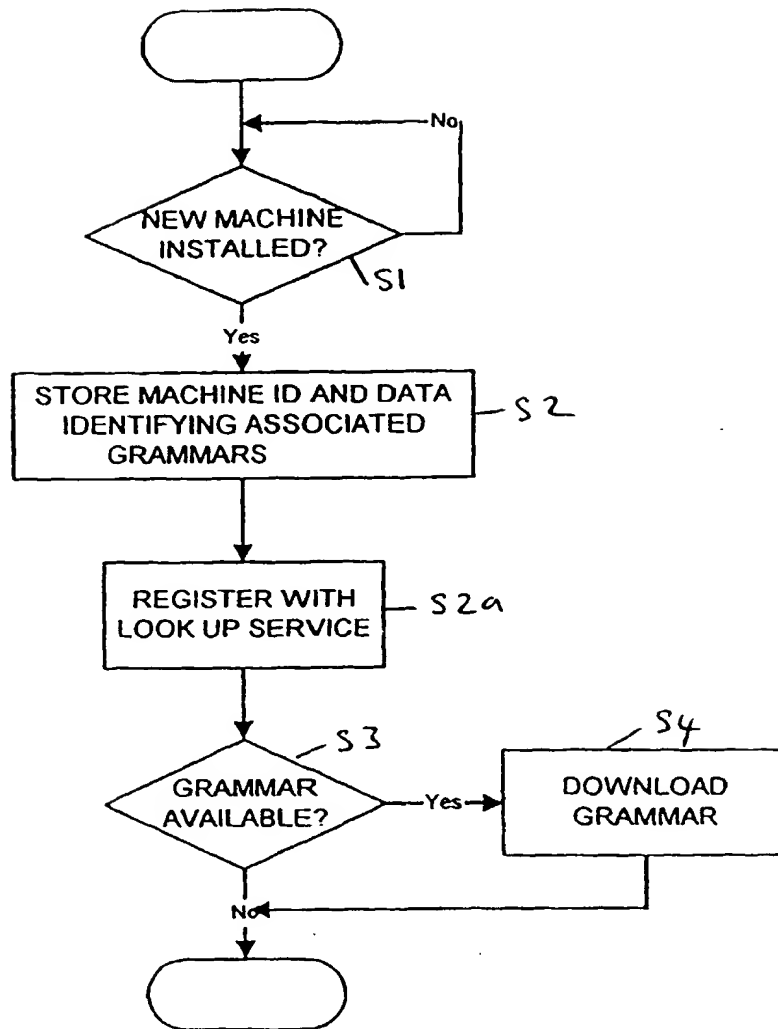 No
NEW MACHINE
INSTALLED?
S1
Yes
STORE MACHINE ID AND DATA
IDENTIFYING ASSOCIATED
GRAMMARS
S2
REGISTER WITH
LOOK UP SERVICE
S2a
S3
GRAMMAR
AVAILABLE?
Yes
S4
DOWNLOAD
GRAMMAR
No